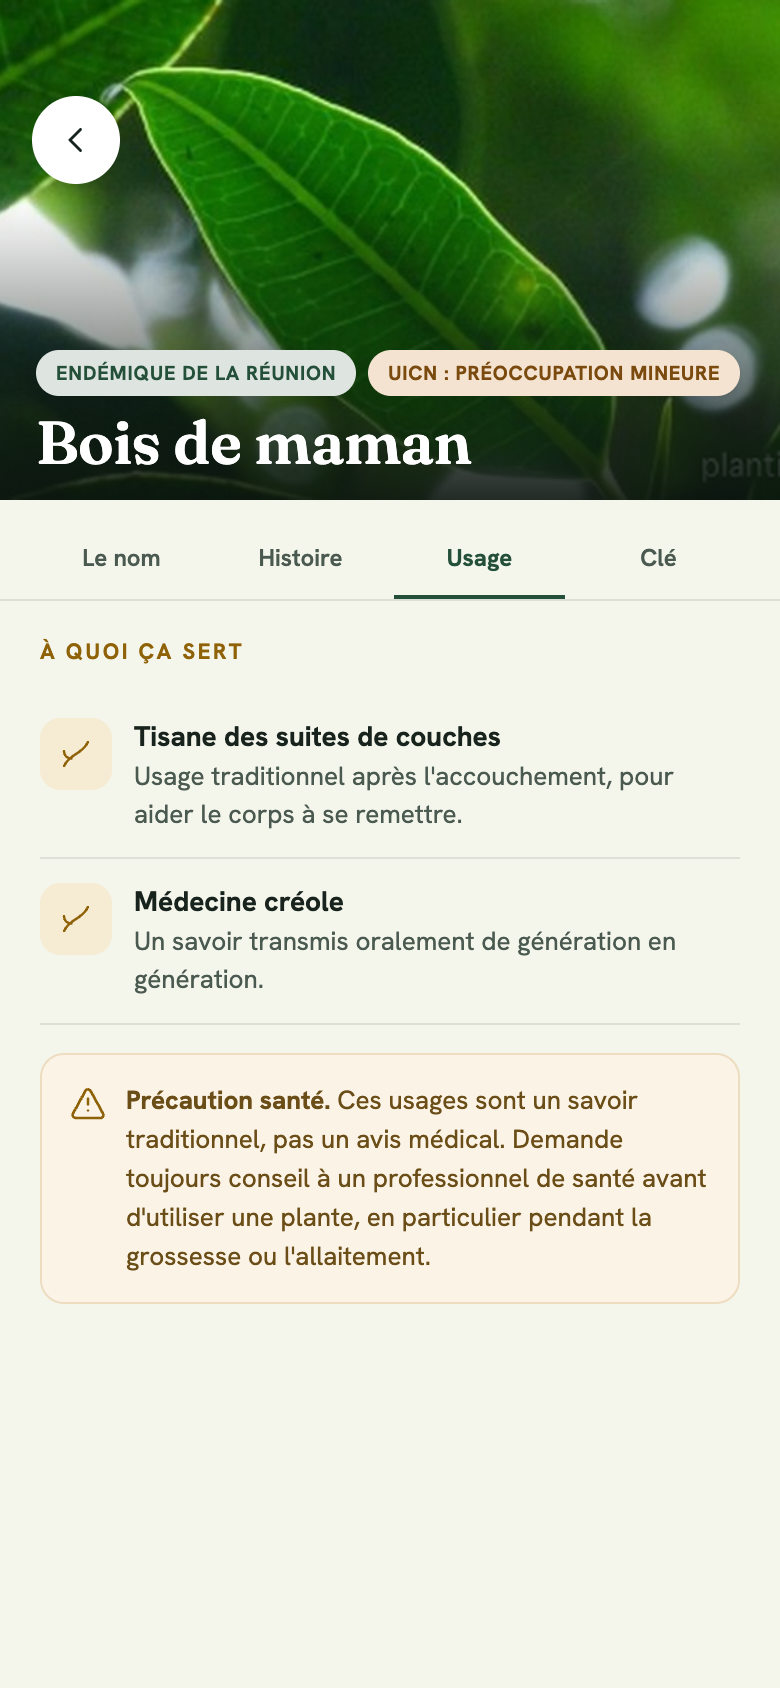 ENDÉMIQUE DE LA RÉUNION
UICN : PRÉOCCUPATION MINEURE
Bois de maman
planti
Le nom
Histoire
Usage
Clé
À QUOI ÇA SERT
Tisane des suites de couches
Usage traditionnel après l'accouchement, pour
aider le corps à se remettre.
Médecine créole
Un savoir transmis oralement de génération en
génération.
Précaution santé. Ces usages sont un savoir
traditionnel, pas un avis médical. Demande
toujours conseil à un professionnel de santé avant
d'utiliser une plante, en particulier pendant la
grossesse ou l'allaitement.